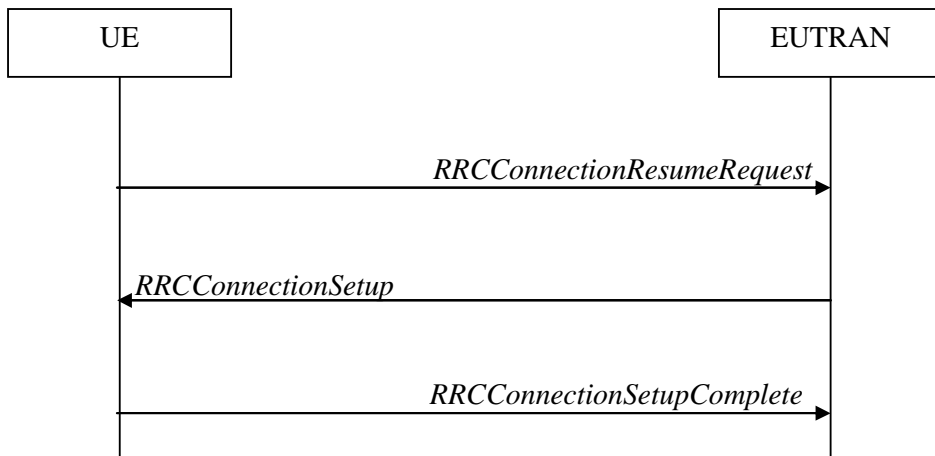 UE
EUTRAN
RRCConnectionResumeRequest
RRCConnectionSetup
RRCConnectionSetupComplete